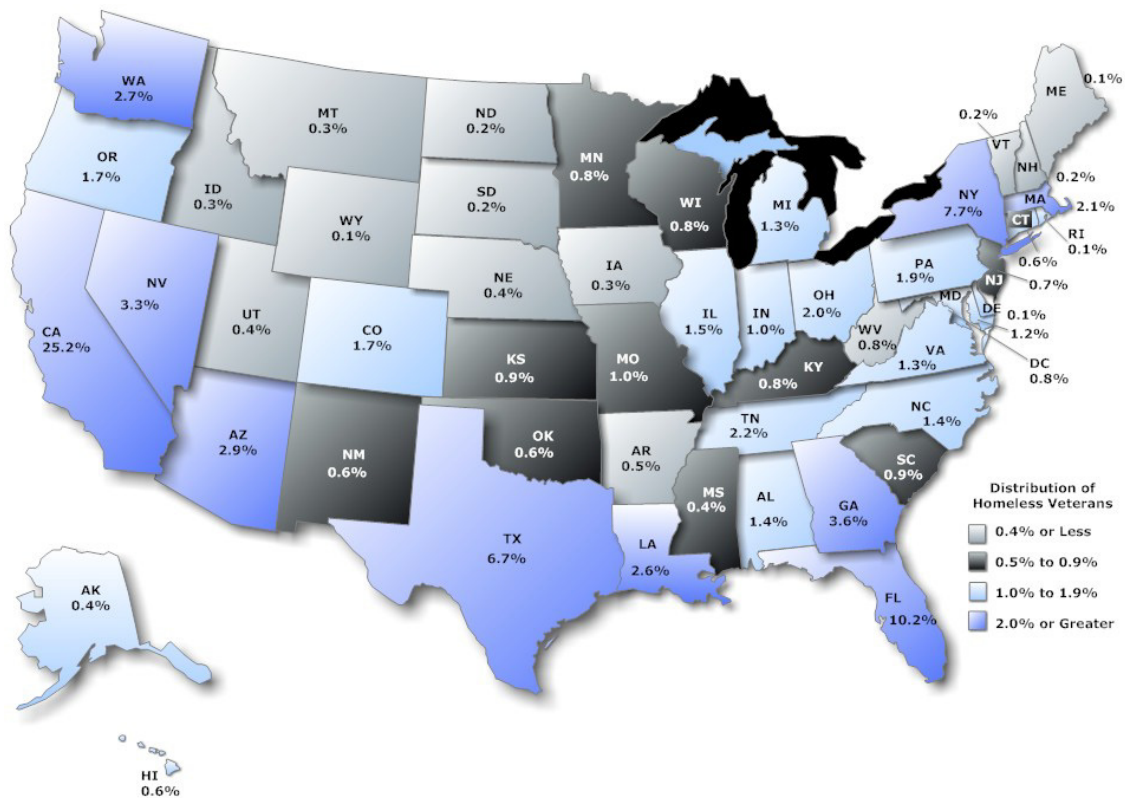 WA
2.7%
OR
1.7%
CA
25.2%
NV
3.3%
ID
0.3%
MT
0.3%
WY
0.1%
UT
0.4%
CO
1.7%
AZ
2.9%
NM
0.6%
ND
0.2%
SD
0.2%
NE
0.4%
KS
0.9%
OK
0.6%
TX
6.7%
MN
0.8%
IA
0.3%
MO
1.0%
AR
0.5%
LA
2.6%
WI
0.8%
IL
1.5%
MI
1.3%
IN
1.0%
OH
2.0%
KY
0.8%
TN
2.2%
MS
0.4%
AL
1.4%
GA
3.6%
FL
10.2%
SC
0.9%
NC
1.4%
VA
1.3%
WV
0.8%
PA
1.9%
NY
7.7%
VT
0.2%
NH
0.2%
ME
0.1%
MA
2.1%
RI
0.1%
CT
0.6%
NJ
0.7%
DE
0.1%
MD
1.2%
DC
0.8%
AK
0.4%
HI
0.6%
Distribution of
Homeless Veterans
0.4% or Less
0.5% to 0.9%
1.0% to 1.9%
2.0% or Greater